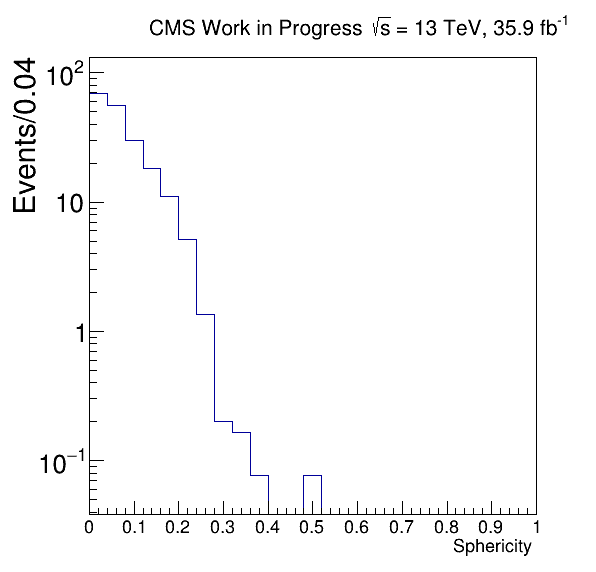 CMS Work in Progress √s = 13 TeV, 35.9 fb⁻¹
Events/0.04
10²
10
1
10⁻¹
0 0.1 0.2 0.3 0.4 0.5 0.6 0.7 0.8 0.9 1
Sphericity